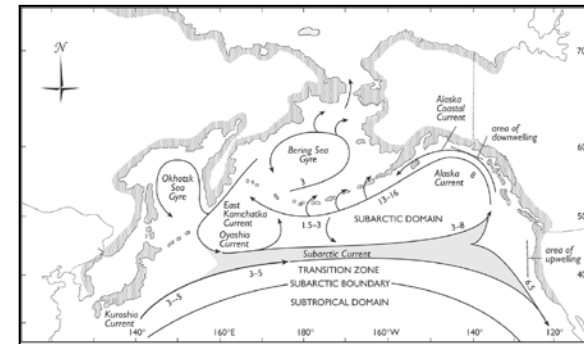 N
70
60
50
40
Alaska
Coastal
Current
area of
downwelling
Bering Sea
Gyre
3
Okhotsk
Sea
Gyre
Alaska
Current
8
13-16
East
Kamchatka
Current
1.5-3
SUBARCTIC DOMAIN
3-8
Oyashio
Current
Subarctic Current
area of
upwelling
6.5
3-5
3-5
TRANSITION ZONE
SUBARCTIC BOUNDARY
SUBTROPICAL DOMAIN
Kuroshio
Current
140°
160°E
180°
160°
140°
120°W